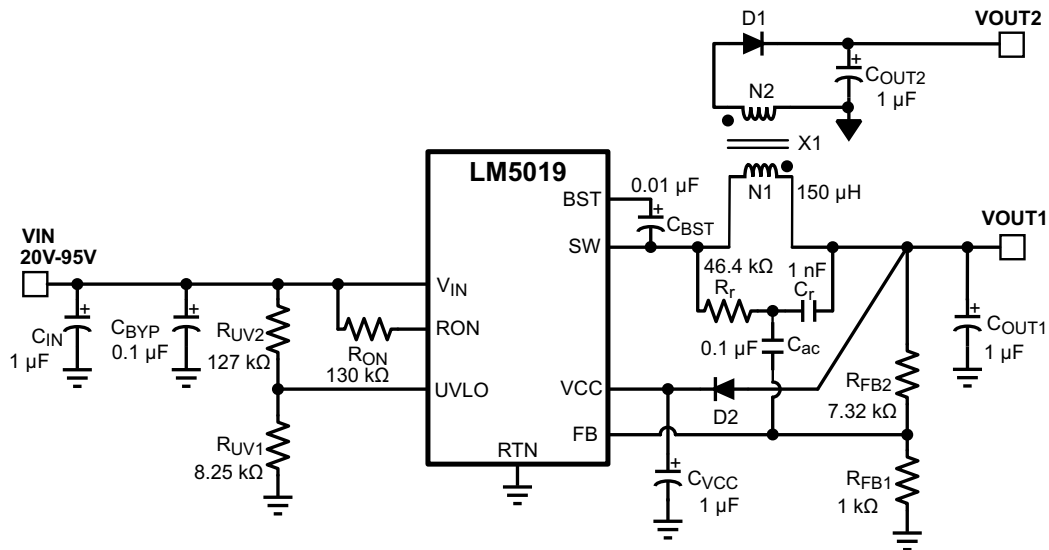 D1
VOUT2
+
COUT2
1 µF
N2
X1
LM5019
BST
0.01 µF
+
CBST
N1
150 µH
VOUT1
SW
VIN
20V-95V
46.4 kΩ
Rr
1 nF
Cr
VIN
+
CIN
1 µF
+
CBYP
0.1 µF
RUV2
127 kΩ
RON
RON
130 kΩ
0.1 µF
Cac
+
COUT1
1 µF
UVLO
VCC
D2
RFB2
7.32 kΩ
FB
RUV1
8.25 kΩ
RTN
+
CVCC
1 µF
RFB1
1 kΩ